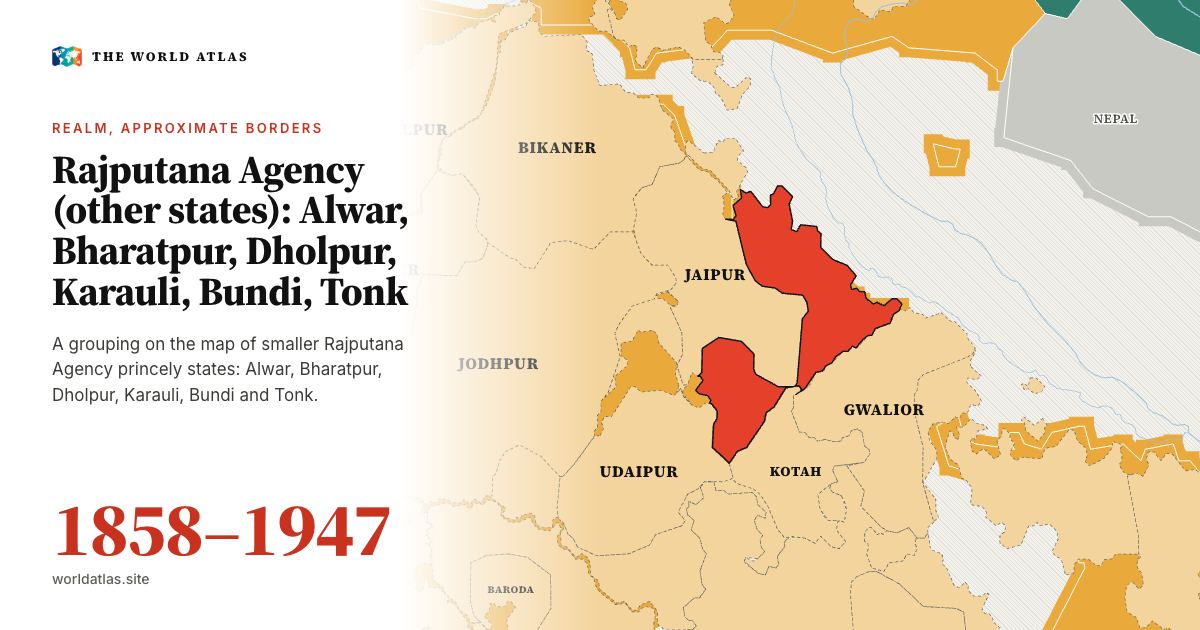 THE WORLD ATLAS
REALM, APPROXIMATE BORDERS
Rajputana Agency
(other states): Alwar,
Bharatpur, Dholpur,
Karauli, Bundi, Tonk
A grouping on the map of smaller Rajputana
Agency princely states: Alwar, Bharatpur,
Dholpur, Karauli, Bundi and Tonk.
1858–1947
worldatlas.site
NEPAL
LPUR
BIKANER
JAIPUR
R
JODHPUR
GWALIOR
UDAIPUR
KOTAH
BARODA